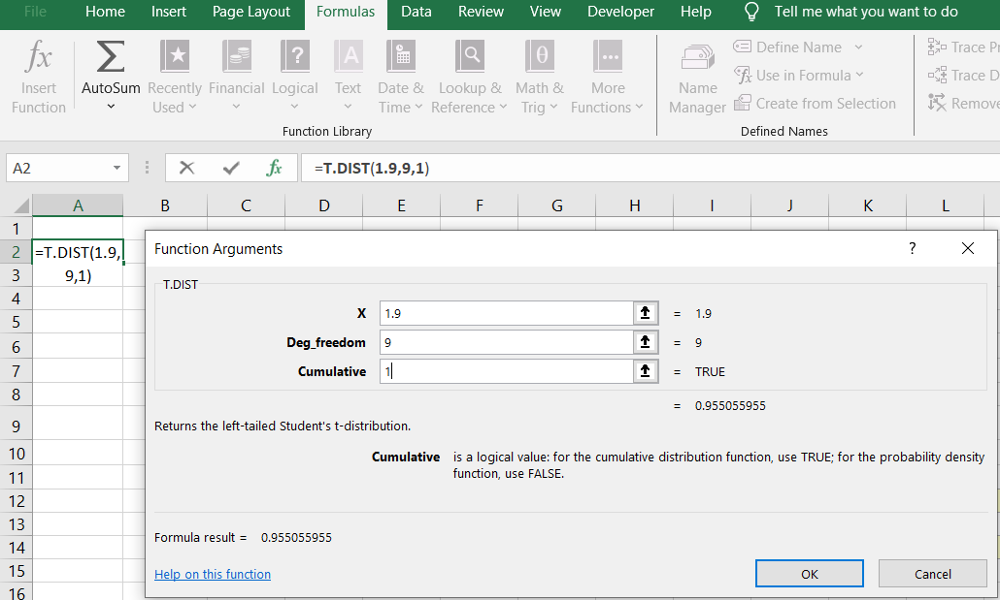 File Home Insert Page Layout Formulas Data Review View Developer Help Tell me what you want to do
fx Σ ? A θ
Insert Function
AutoSum
Recently Used
Financial
Logical
Text
Date & Time
Lookup & Reference
Math & Trig
More Functions
Function Library
Name Manager
Define Name
Use in Formula
Create from Selection
Defined Names
Trace Pr
Trace D
Remove
A2 fx =T.DIST(1.9,9,1)
A B C D E F G H I J K L
1
2 =T.DIST(1.9,
3 9,1)
4
5
6
7
8
9
10
11
12
13
14
15
16
Function Arguments ?
T.DIST
X 1.9 = 1.9
Deg_freedom 9 = 9
Cumulative 1 = TRUE
= 0.955055955
Returns the left-tailed Student's t-distribution.
Cumulative is a logical value: for the cumulative distribution function, use TRUE; for the probability density
function, use FALSE.
Formula result = 0.955055955
Help on this function OK Cancel